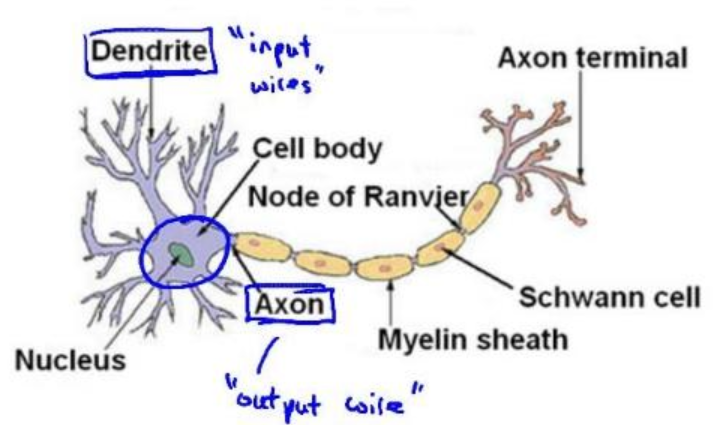 Dendrite
"input
wires"
Axon terminal
Cell body
Node of Ranvier
Axon
Schwann cell
Myelin sheath
Nucleus
"output wire"